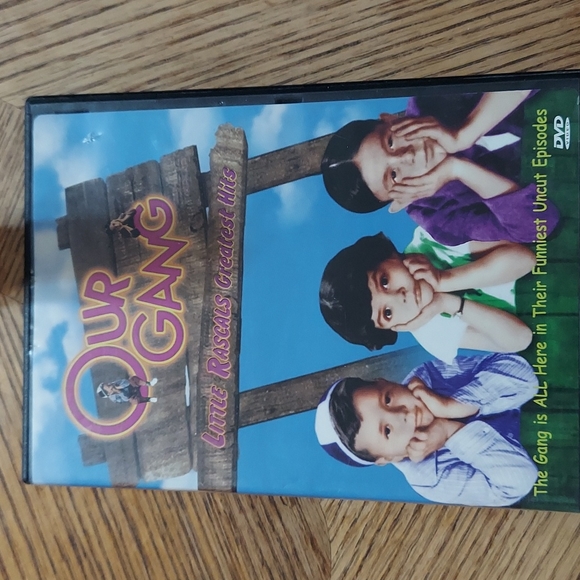 OUR
GANG
LITTLE RASCALS Greatest Hits
The Gang is ALL Here in Their Funniest Uncut Episodes
DVD